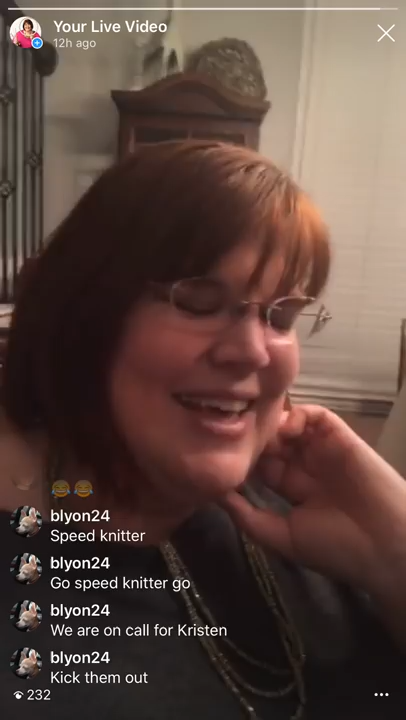 Your Live Video
12h ago
😂😂
blyon24
Speed knitter
blyon24
Go speed knitter go
blyon24
We are on call for Kristen
blyon24
Kick them out
232